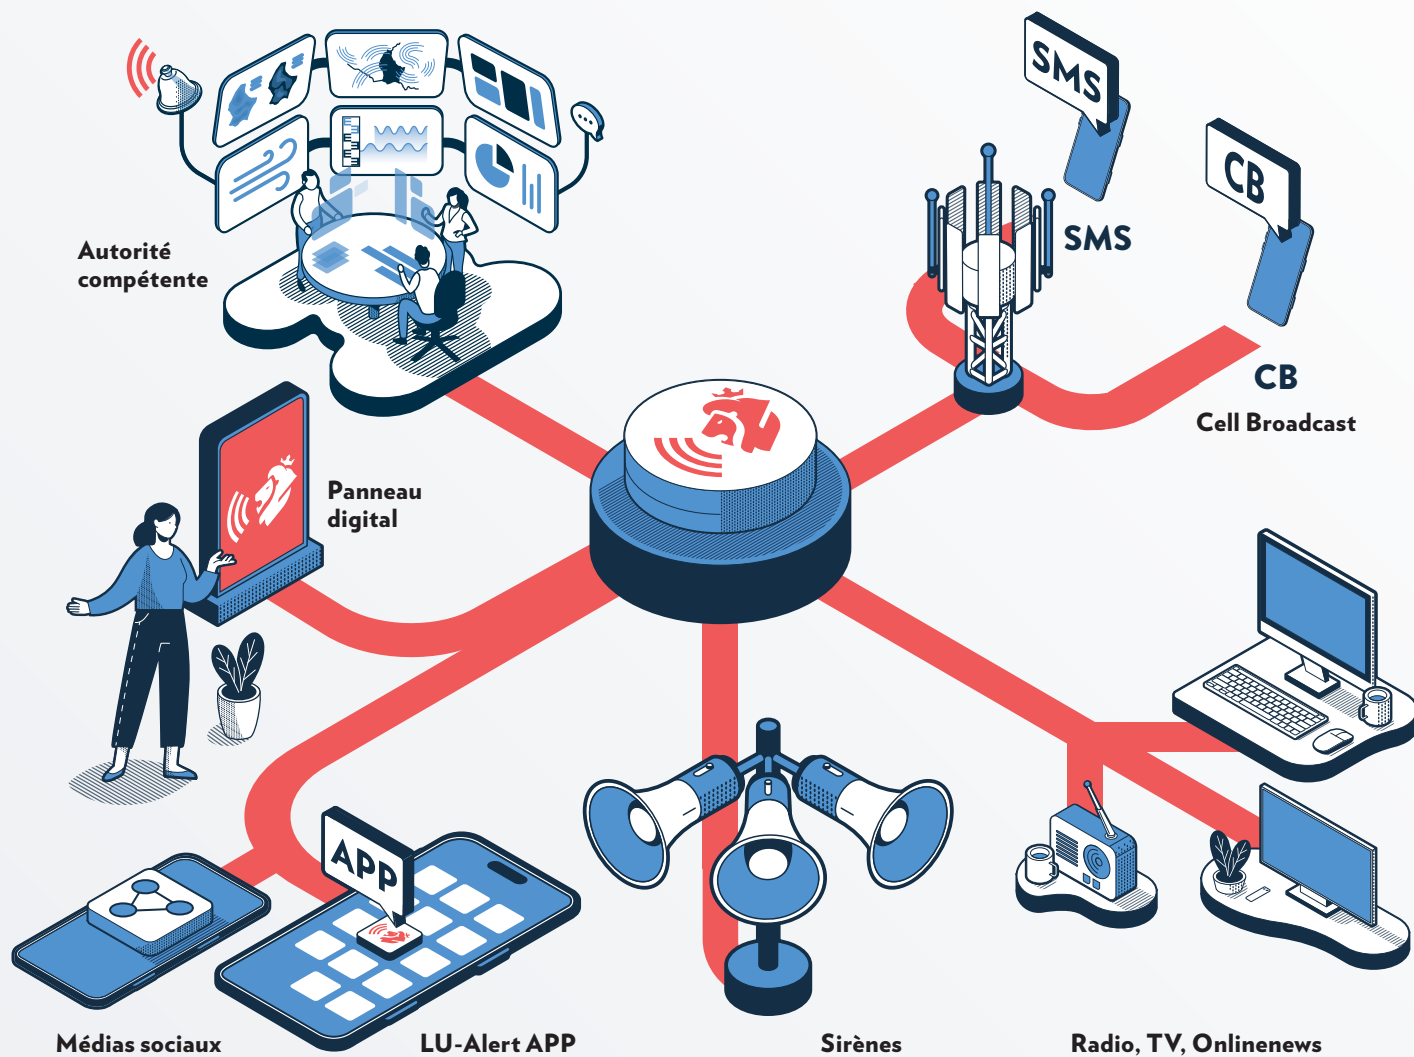 SMS
CB
SMS
Autorité
compétente
CB
Cell Broadcast
Panneau
digital
APP
Médias sociaux
LU-Alert APP
Sirènes
Radio, TV, Onlinenews